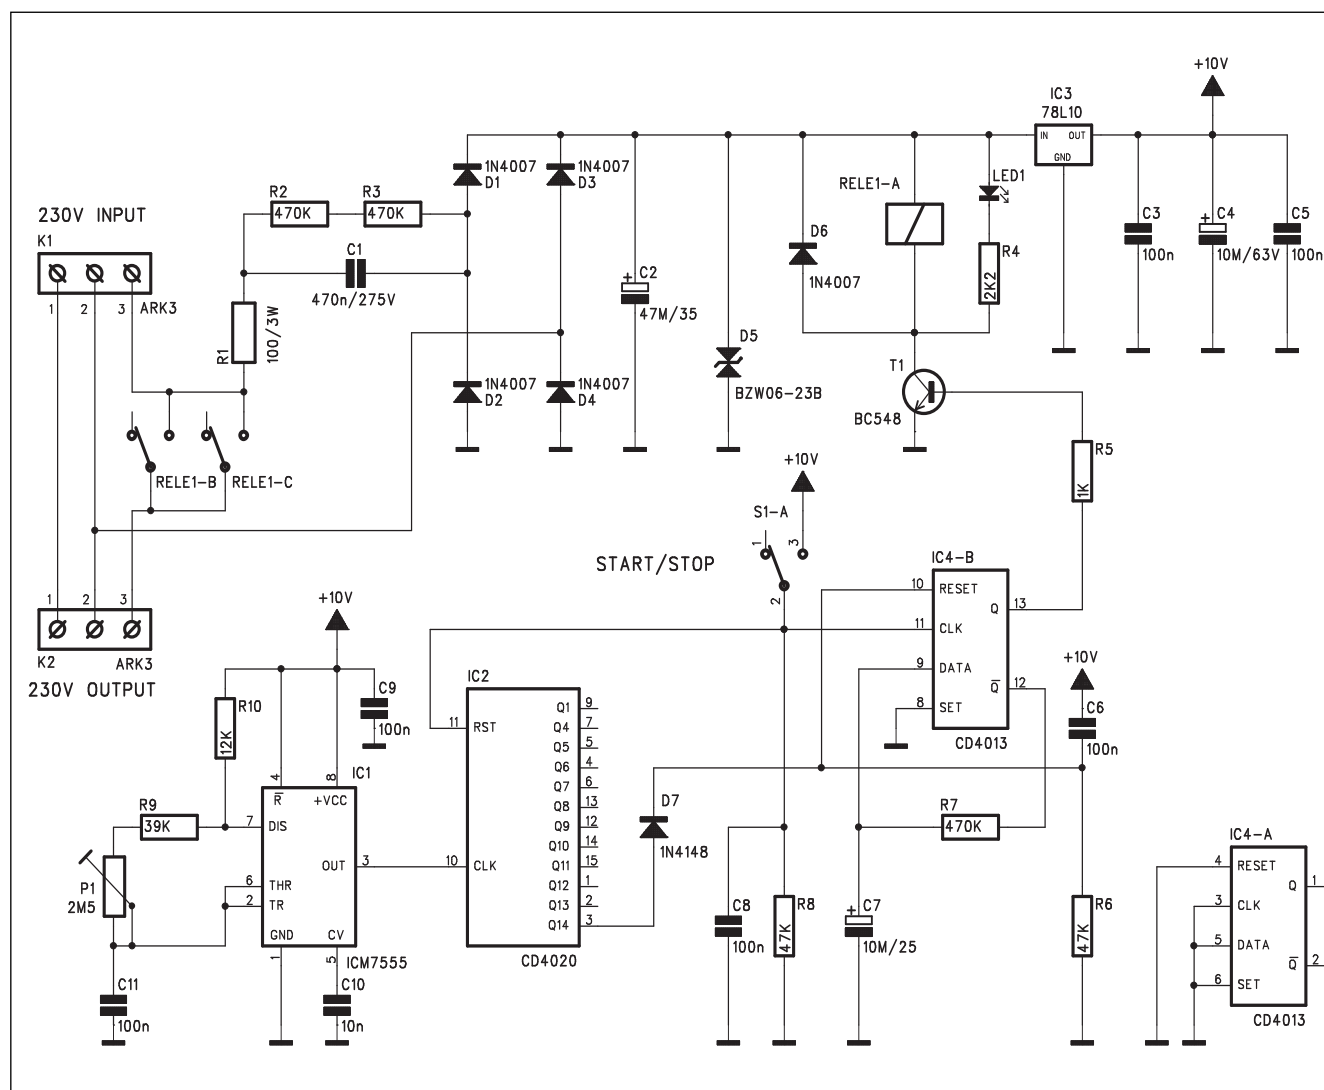 +10V
IC3
78L10
IN OUT
GND
1N4007
D1
1N4007
D3
R2
470K
R3
470K
RELE1-A
LED1
230V INPUT
K1
1 2 3 ARK3
C1
470n/275V
R1
100/3W
C2
+
47M/35
D6
1N4007
R4
2K2
C3
100n
C4
+
10M/63V
C5
100n
D5
BZW06-23B
1N4007
D2
1N4007
D4
T1
BC548
R5
1K
RELE1-B
RELE1-C
+10V
S1-A
1 3
2
START/STOP
IC4-B
10 RESET
Q 13
11 CLK
9 DATA
Q 12
8 SET
CD4013
1 2 3
K2 ARK3
230V OUTPUT
+10V
R10
12K
C9
100n
IC2
11 RST
Q1 9
Q4 7
Q5 5
Q6 4
Q7 6
Q8 13
Q9 12
Q10 14
Q11 15
Q12 1
Q13 2
Q14 3
10 CLK
CD4020
+10V
C6
100n
4 8 IC1
R +VCC
R9
39K
7 DIS
OUT 3
6 THR
2 TR
GND CV
1 5
ICM7555
P1
2M5
C11
100n
C10
10n
D7
1N4148
R7
470K
C8
100n
R8
47K
C7
+
10M/25
R6
47K
IC4-A
4 RESET
Q 1
3 CLK
5 DATA
Q 2
6 SET
CD4013